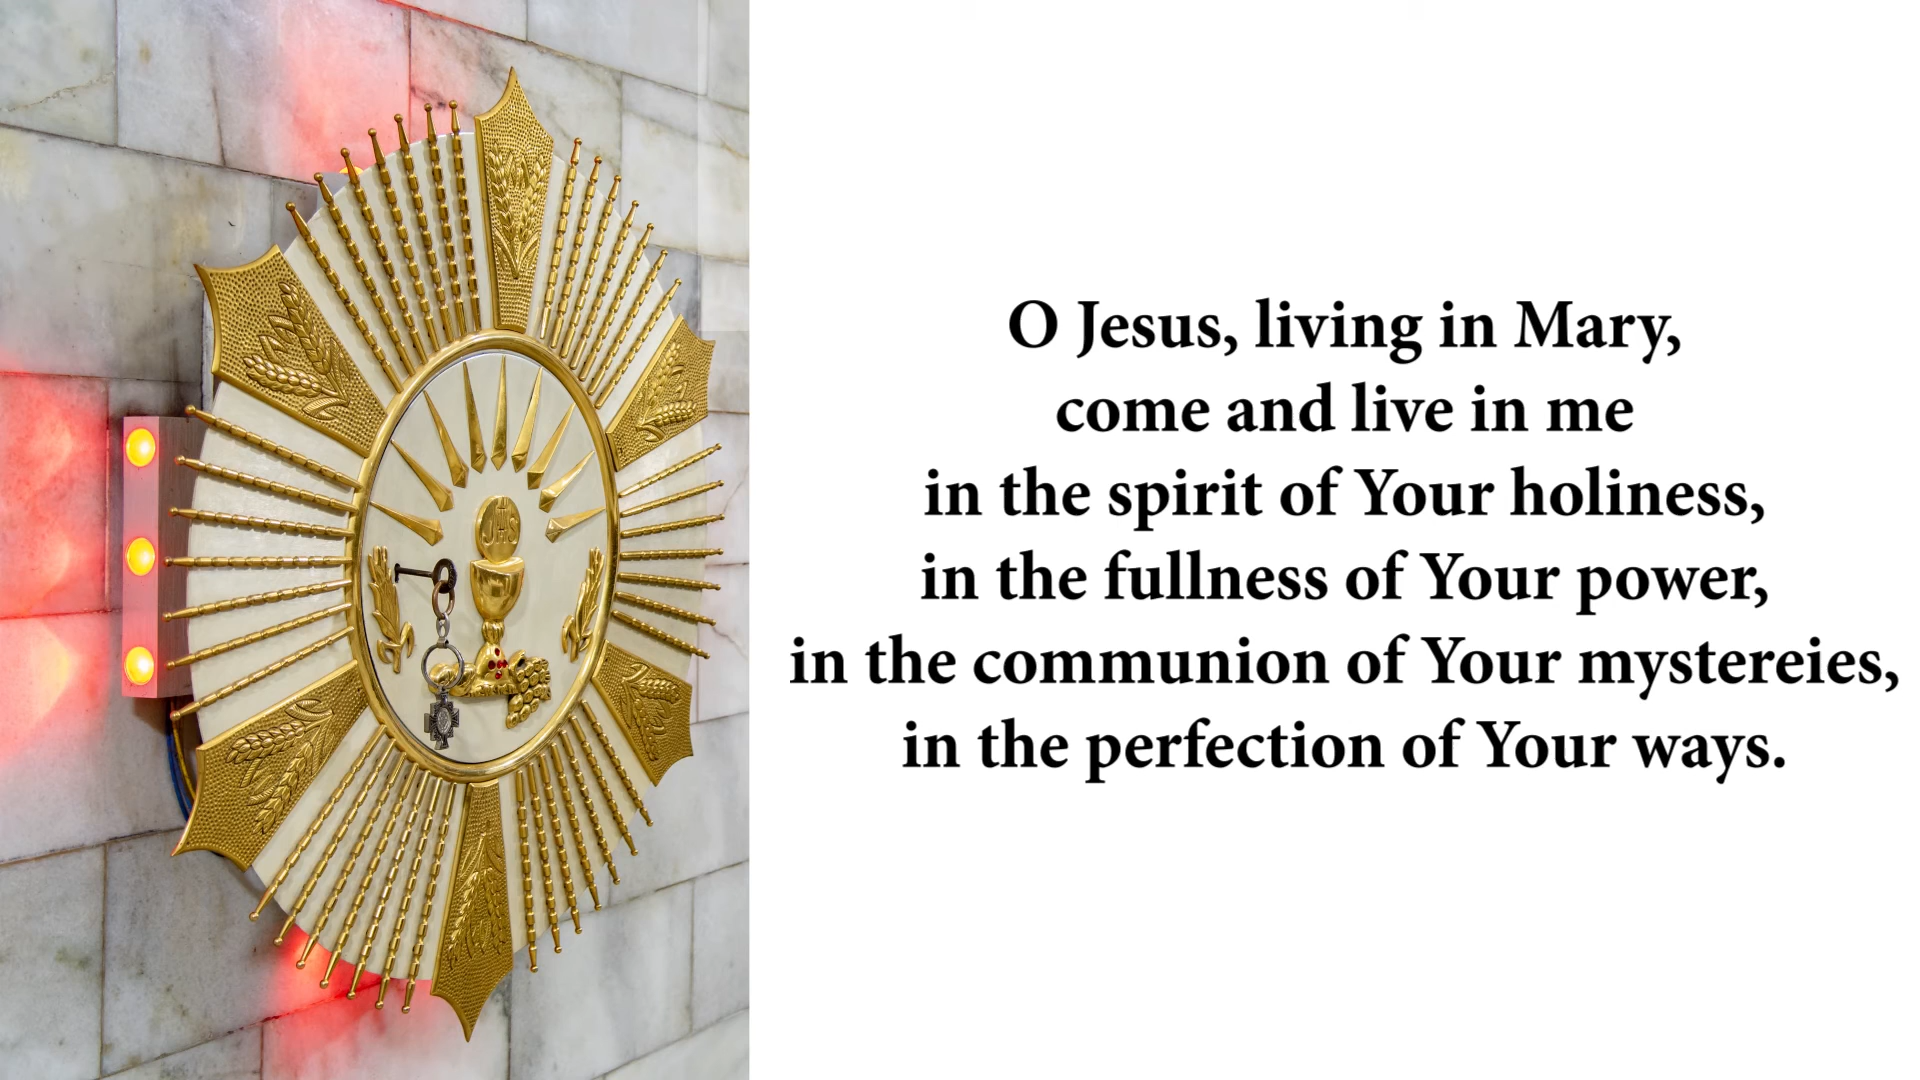 JHS
O Jesus, living in Mary,
come and live in me
in the spirit of Your holiness,
in the fullness of Your power,
in the communion of Your mystereies,
in the perfection of Your ways.